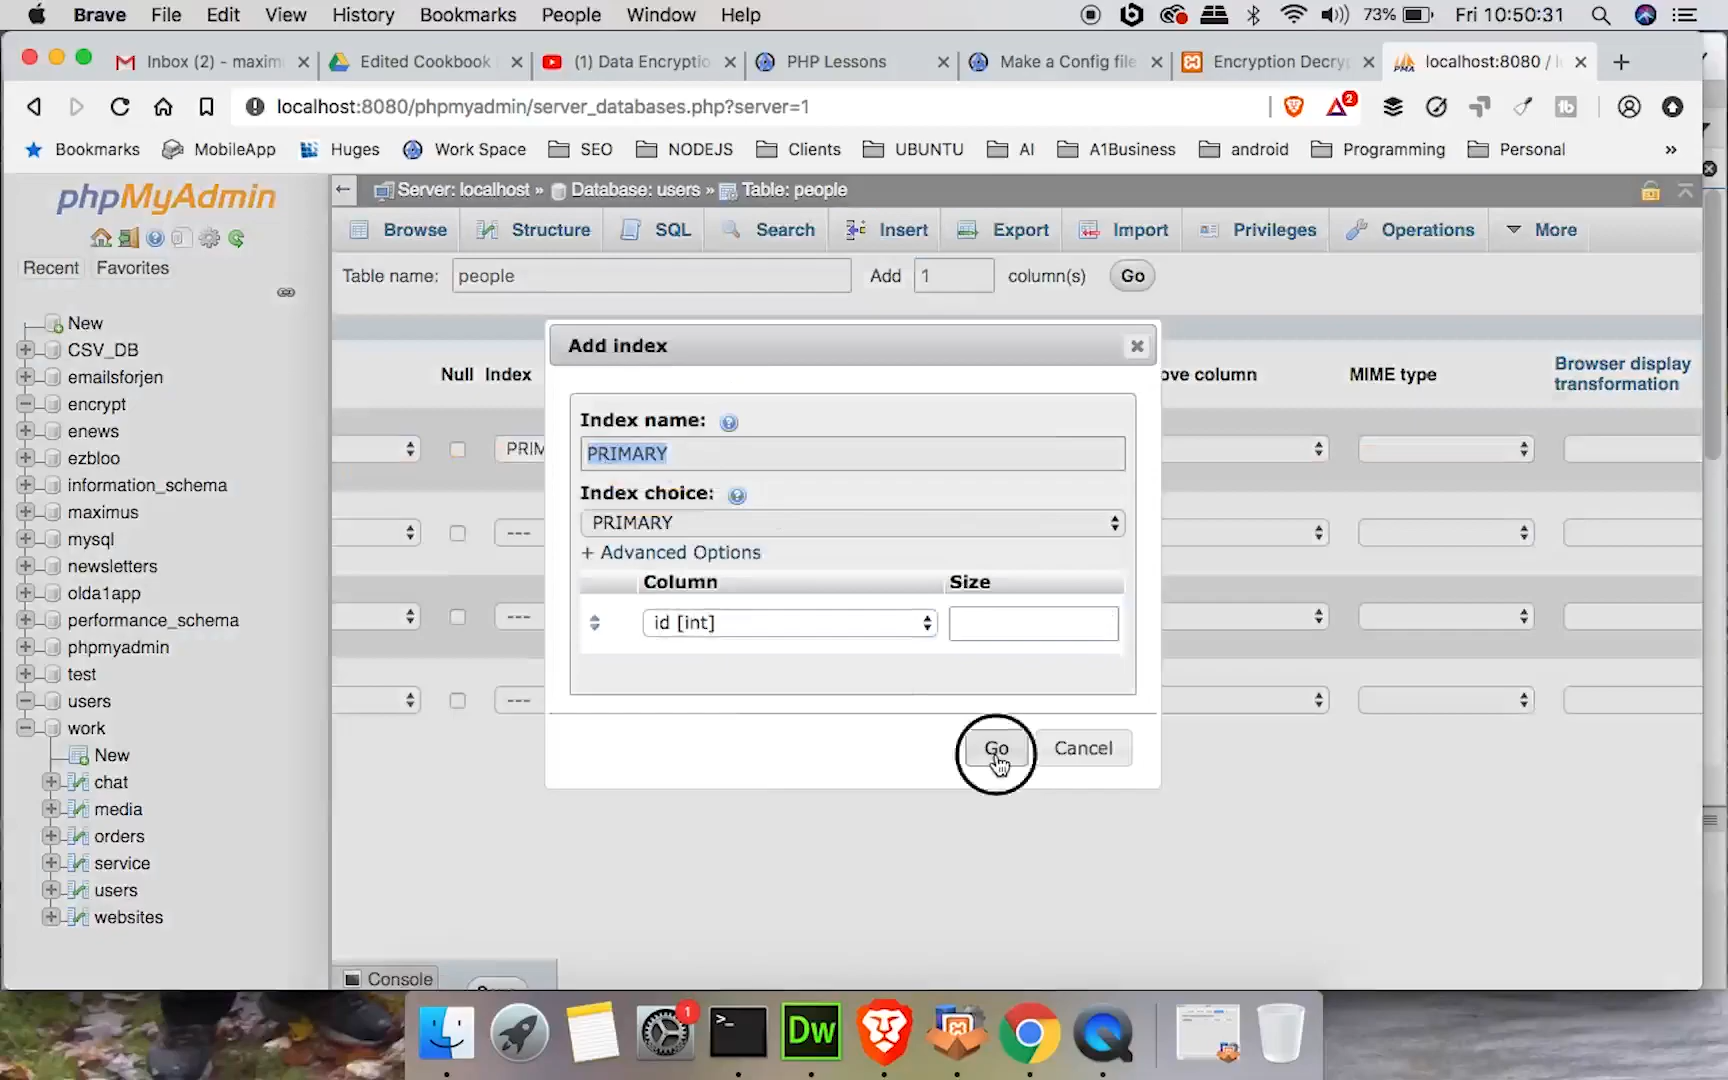 Brave File Edit View History Bookmarks People Window Help 73% Fri 10:50:31
Inbox (2) - maxim
Edited Cookbook
(1) Data Encryptio
PHP Lessons
Make a Config file
Encryption Decryp
localhost:8080 /
localhost:8080/phpmyadmin/server_databases.php?server=1
2
Bookmarks MobileApp Huges Work Space SEO NODEJS Clients UBUNTU AI A1Business android Programming Personal »
phpMyAdmin
Recent Favorites
New
CSV_DB
emailsforjen
encrypt
enews
ezbloo
information_schema
maximus
mysql
newsletters
olda1app
performance_schema
phpmyadmin
test
users
work
New
chat
media
orders
service
users
websites
Server: localhost » Database: users » Table: people
Browse Structure SQL Search Insert Export Import Privileges Operations More
Table name: people Add 1 column(s) Go
Null Index ove column MIME type Browser display
transformation
PRIM
---
---
---
Add index
Index name:
PRIMARY
Index choice:
PRIMARY
+ Advanced Options
Column Size
id [int]
Go Cancel
Console
1
>_
Dw